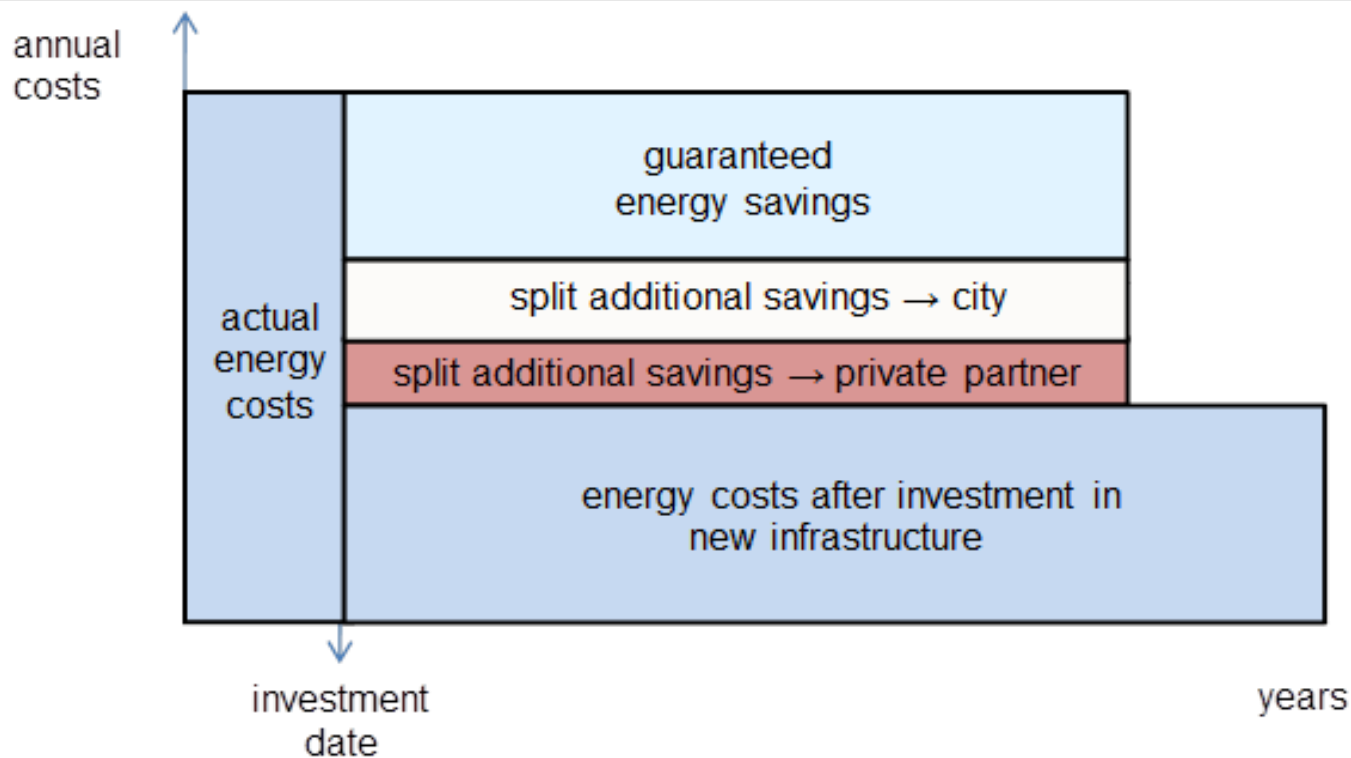 annual
costs
guaranteed
energy savings
split additional savings → city
actual
energy
costs
split additional savings → private partner
energy costs after investment in
new infrastructure
investment
date
years